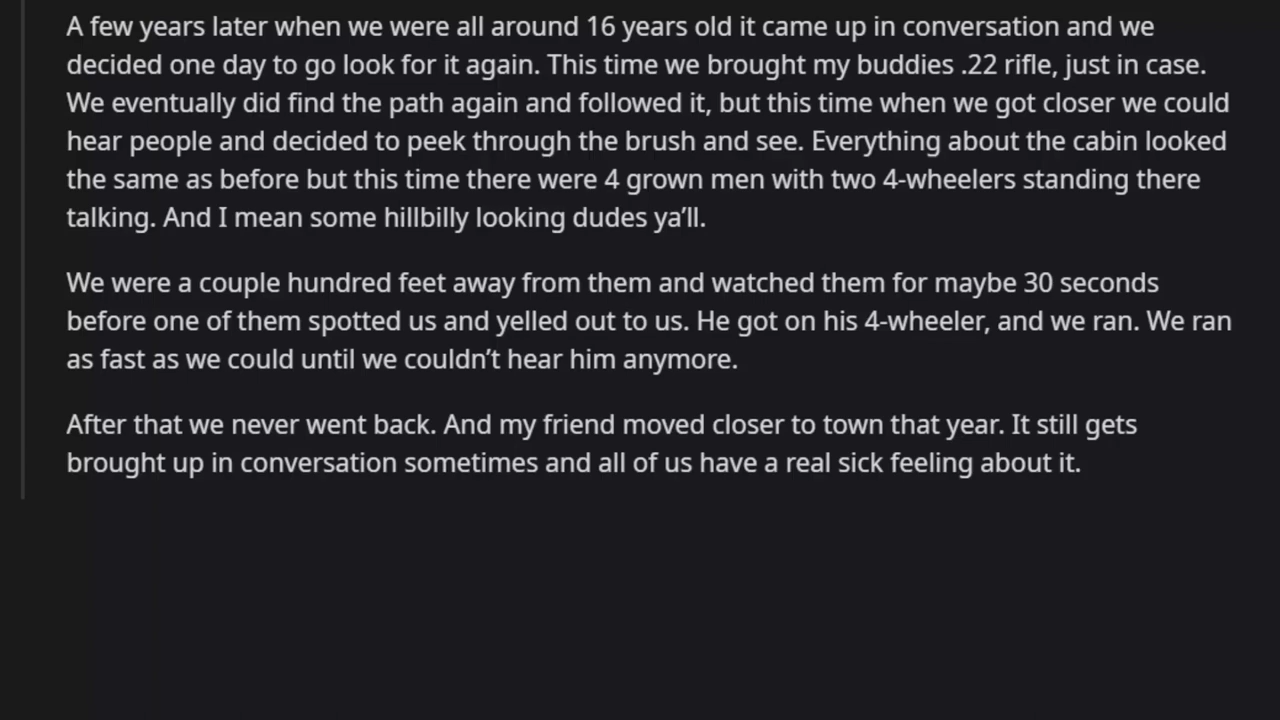 A few years later when we were all around 16 years old it came up in conversation and we
decided one day to go look for it again. This time we brought my buddies .22 rifle, just in case.
We eventually did find the path again and followed it, but this time when we got closer we could
hear people and decided to peek through the brush and see. Everything about the cabin looked
the same as before but this time there were 4 grown men with two 4-wheelers standing there
talking. And I mean some hillbilly looking dudes ya’ll.
We were a couple hundred feet away from them and watched them for maybe 30 seconds
before one of them spotted us and yelled out to us. He got on his 4-wheeler, and we ran. We ran
as fast as we could until we couldn’t hear him anymore.
After that we never went back. And my friend moved closer to town that year. It still gets
brought up in conversation sometimes and all of us have a real sick feeling about it.